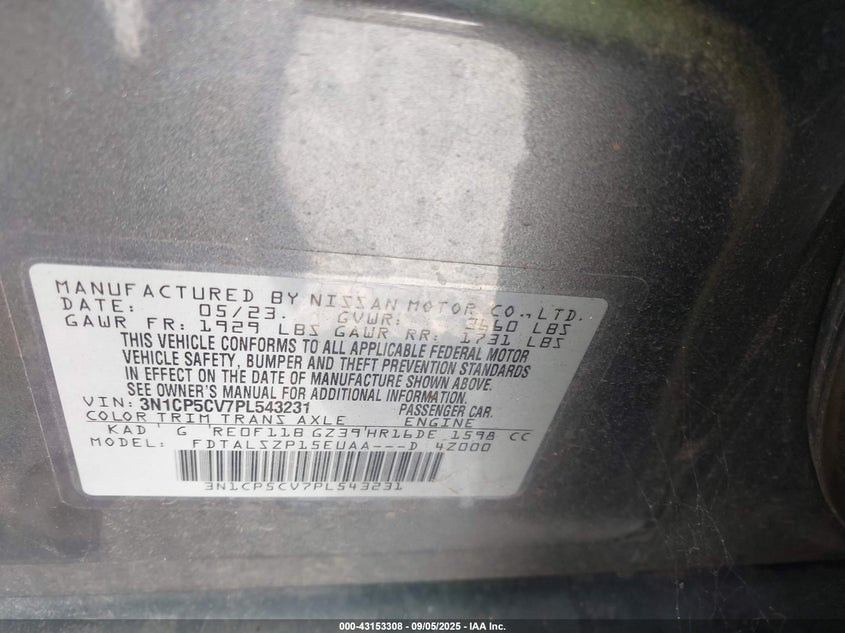 MANUFACTURED BY NISSAN MOTOR CO., LTD.
DATE: 05/23. GVWR: 3660 LBS
GAWR FR: 1929 LBS GAWR RR: 1731 LBS
THIS VEHICLE CONFORMS TO ALL APPLICABLE FEDERAL MOTOR
VEHICLE SAFETY, BUMPER AND THEFT PREVENTION STANDARDS
IN EFFECT ON THE DATE OF MANUFACTURE SHOWN ABOVE.
SEE OWNER'S MANUAL FOR ADDITIONAL INFORMATION.
VIN: 3N1CP5CV7PL543231 PASSENGER CAR.
COLOR TRIM TRANS AXLE ENGINE
KAD G RE0F11B GZ39 HR16DE 1598 CC
MODEL: FDTALSZP15EUAA---D 4Z000
3N1CP5CV7PL543231
000-43153308 - 09/05/2025 - IAA Inc.